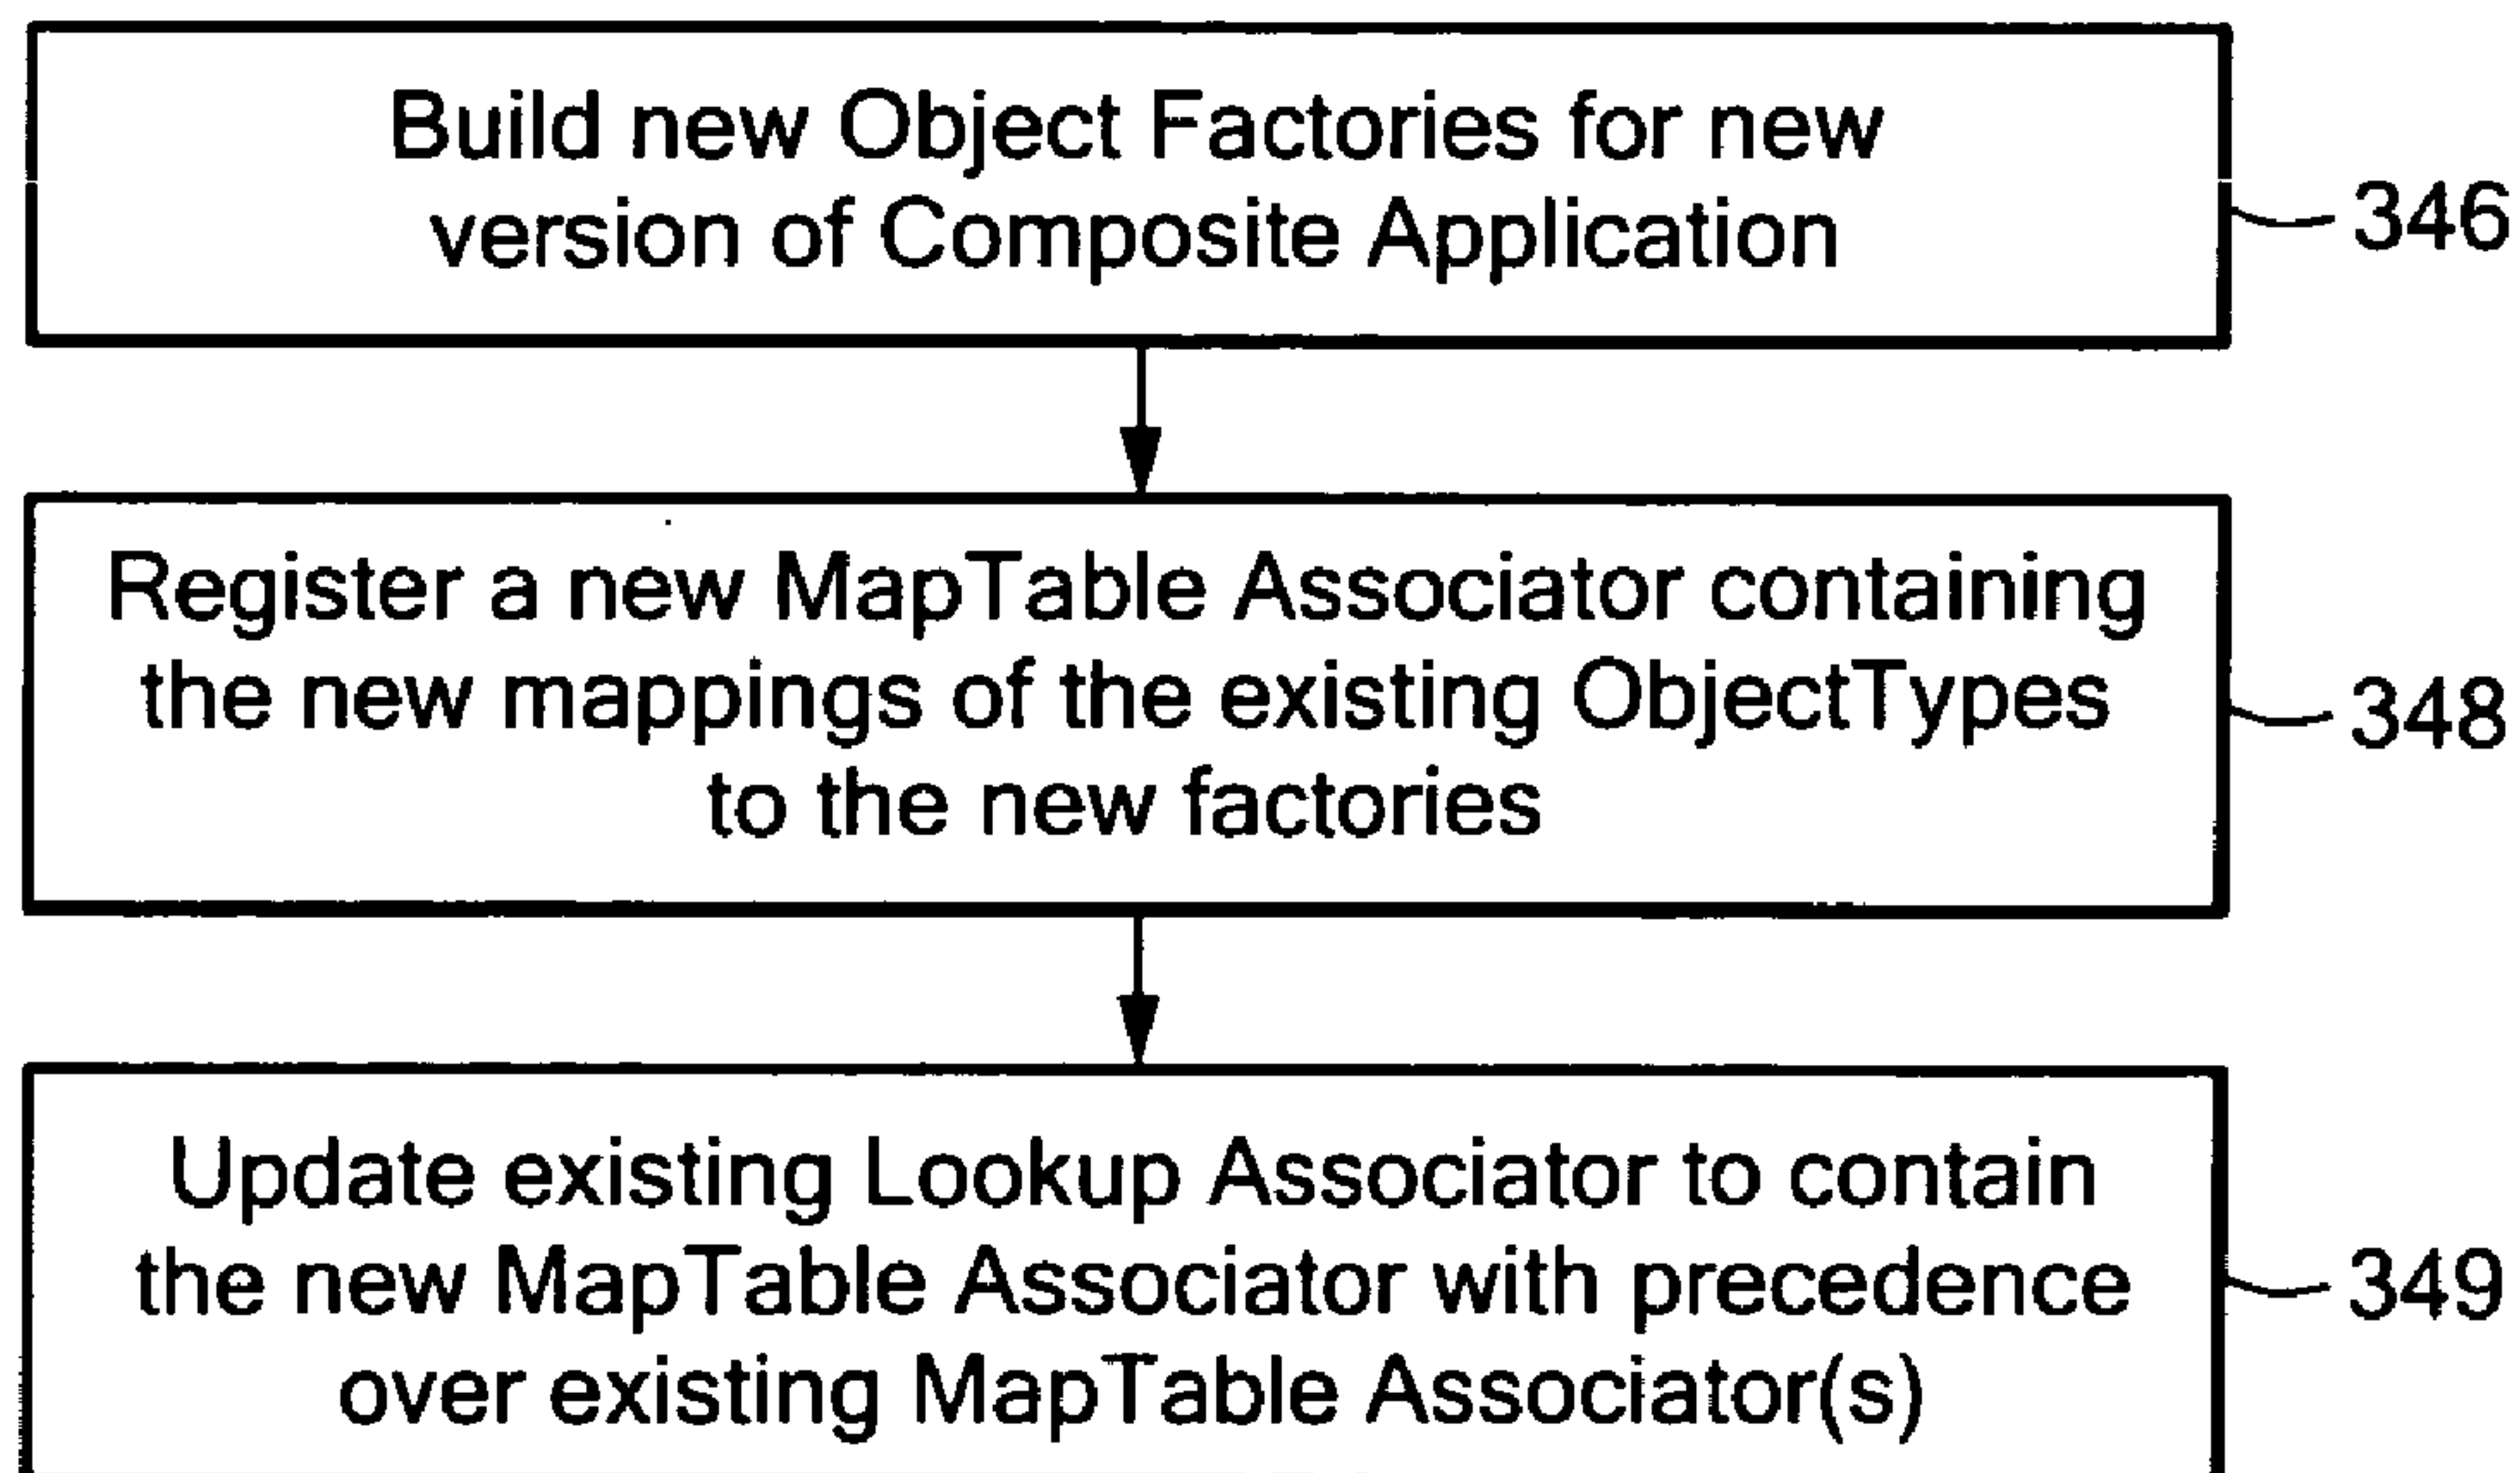 Build new Object Factories for new
version of Composite Application
346
Register a new MapTable Associator containing
the new mappings of the existing ObjectTypes
to the new factories
348
Update existing Lookup Associator to contain
the new MapTable Associator with precedence
over existing MapTable Associator(s)
349